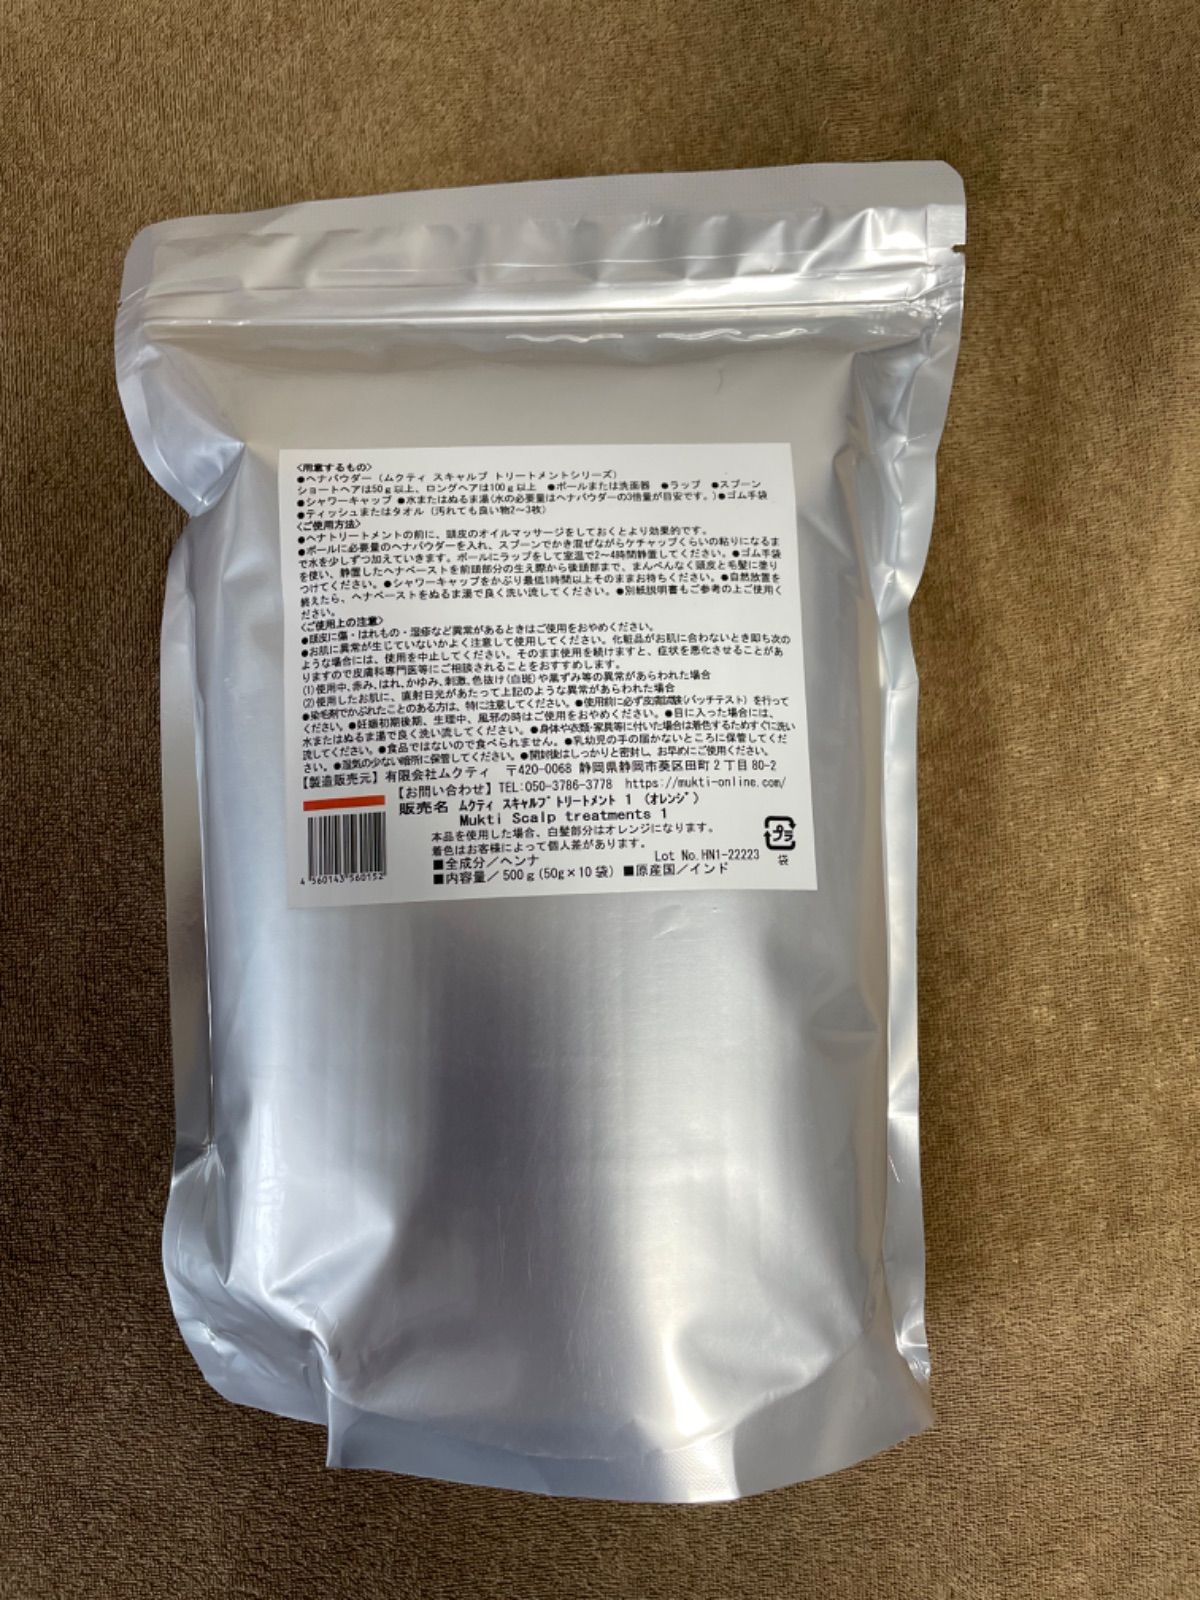 <用意するもの>
●ヘナパウダー (ムクティ スキャルプ トリートメントシリーズ)
ショートヘアは50g以上、ロングヘアは100g以上 ●ボールまたは洗面器 ●ラップ ●スプーン
●シャワーキャップ ●水またはぬるま湯(水の必要量はヘナパウダーの3倍量が目安です。)●ゴム手袋
●ティッシュまたはタオル (汚れても良い物2〜3枚)
<ご使用方法>
●ヘナトリートメントの前に、頭皮のオイルマッサージをしておくとより効果的です。
●ボールに必要量のヘナパウダーを入れ、スプーンでかき混ぜながらケチャップくらいの粘りになるま
で水を少しずつ加えていきます。ボールにラップをして室温で2〜4時間静置してください。●ゴム手袋
を使い、静置したヘナペーストを前頭部分の生え際から後頭部まで、まんべんなく頭皮と毛髪に塗り
つけてください。●シャワーキャップをかぶり最低1時間以上そのままお待ちください。●自然放置を
終えたら、ヘナペーストをぬるま湯で良く洗い流してください。●別紙説明書もご参考の上ご使用く
ださい。
<ご使用上の注意>
●頭皮に傷・はれもの・湿疹など異常があるときはご使用をおやめください。
●お肌に異常が生じていないかよく注意して使用してください。化粧品がお肌に合わないとき即ち次の
ような場合には、使用を中止してください。そのまま使用を続けますと、症状を悪化させることがあ
りますので皮膚科専門医等にご相談されることをおすすめします。
(1)使用中、赤み、はれ、かゆみ、刺激、色抜け(白斑)や黒ずみ等の異常があらわれた場合
(2)使用したお肌に、直射日光があたって上記のような異常があらわれた場合
●染毛剤でかぶれたことのある方は、特に注意してください。●使用前に必ず皮膚試験(パッチテスト)を行って
ください。●妊娠初期後期、生理中、風邪の時はご使用をおやめください。●目に入った場合には、
水またはぬるま湯で良く洗い流してください。●身体や衣類・家具等に付いた場合は着色するためすぐに洗い
流してください。●食品ではないので食べられません。●乳幼児の手の届かないところに保管してくだ
さい。●湿気の少ない暗所に保管してください。●開封後はしっかりと密封し、お早めにご使用ください。
【製造販売元】有限会社ムクティ 〒420-0068 静岡県静岡市葵区田町2丁目80-2
【お問い合わせ】TEL:050-3786-3778 https://mukti-online.com/
販売名 ムクティ スキャルプトリートメント 1 (オレンジ)
Mukti Scalp treatments 1
本品を使用した場合、白髪部分はオレンジになります。
着色はお客様によって個人差があります。
■全成分/ヘンナ Lot No.HN1-22223
■内容量/500g(50g×10袋) ■原産国/インド
プラ
袋
4 560143 560152